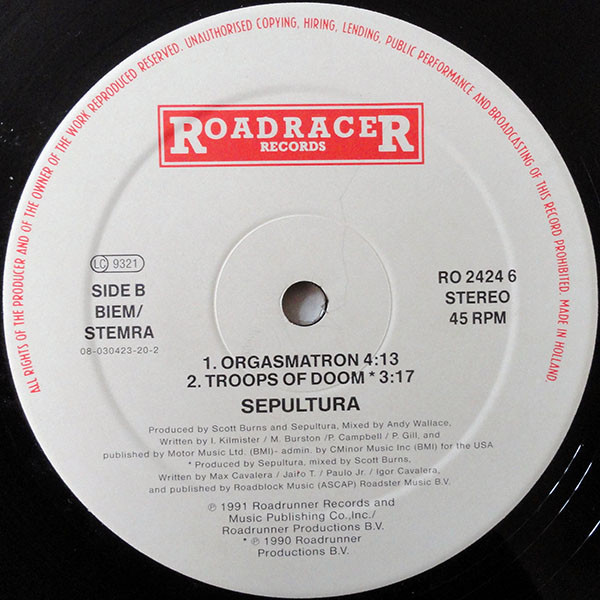 ALL RIGHTS OF THE PRODUCER AND OF THE OWNER OF THE WORK REPRODUCED RESERVED. UNAUTHORISED COPYING, HIRING, LENDING, PUBLIC PERFORMANCE AND BROADCASTING OF THIS RECORD PROHIBITED. MADE IN HOLLAND.
ROADRACER
RECORDS
LC 9321
SIDE B
BIEM/
STEMRA
08-030423-20-2
RO 2424 6
STEREO
45 RPM
1. ORGASMATRON 4:13
2. TROOPS OF DOOM * 3:17
SEPULTURA
Produced by Scott Burns and Sepultura, Mixed by Andy Wallace,
Written by I. Kilmister / M. Burston /P. Campbell / P. Gill, and
published by Motor Music Ltd. (BMI)- admin. by CMinor Music Inc (BMI) for the USA.
* Produced by Sepultura, mixed by Scott Burns,
Written by Max Cavalera / Jairo T. / Paulo Jr. / Igor Cavalera,
and published by Roadblock Music (ASCAP) Roadster Music B.V.
℗ 1991 Roadrunner Records and
Music Publishing Co.,Inc./
Roadrunner Productions B.V.
* ℗ 1990 Roadrunner
Productions B.V.